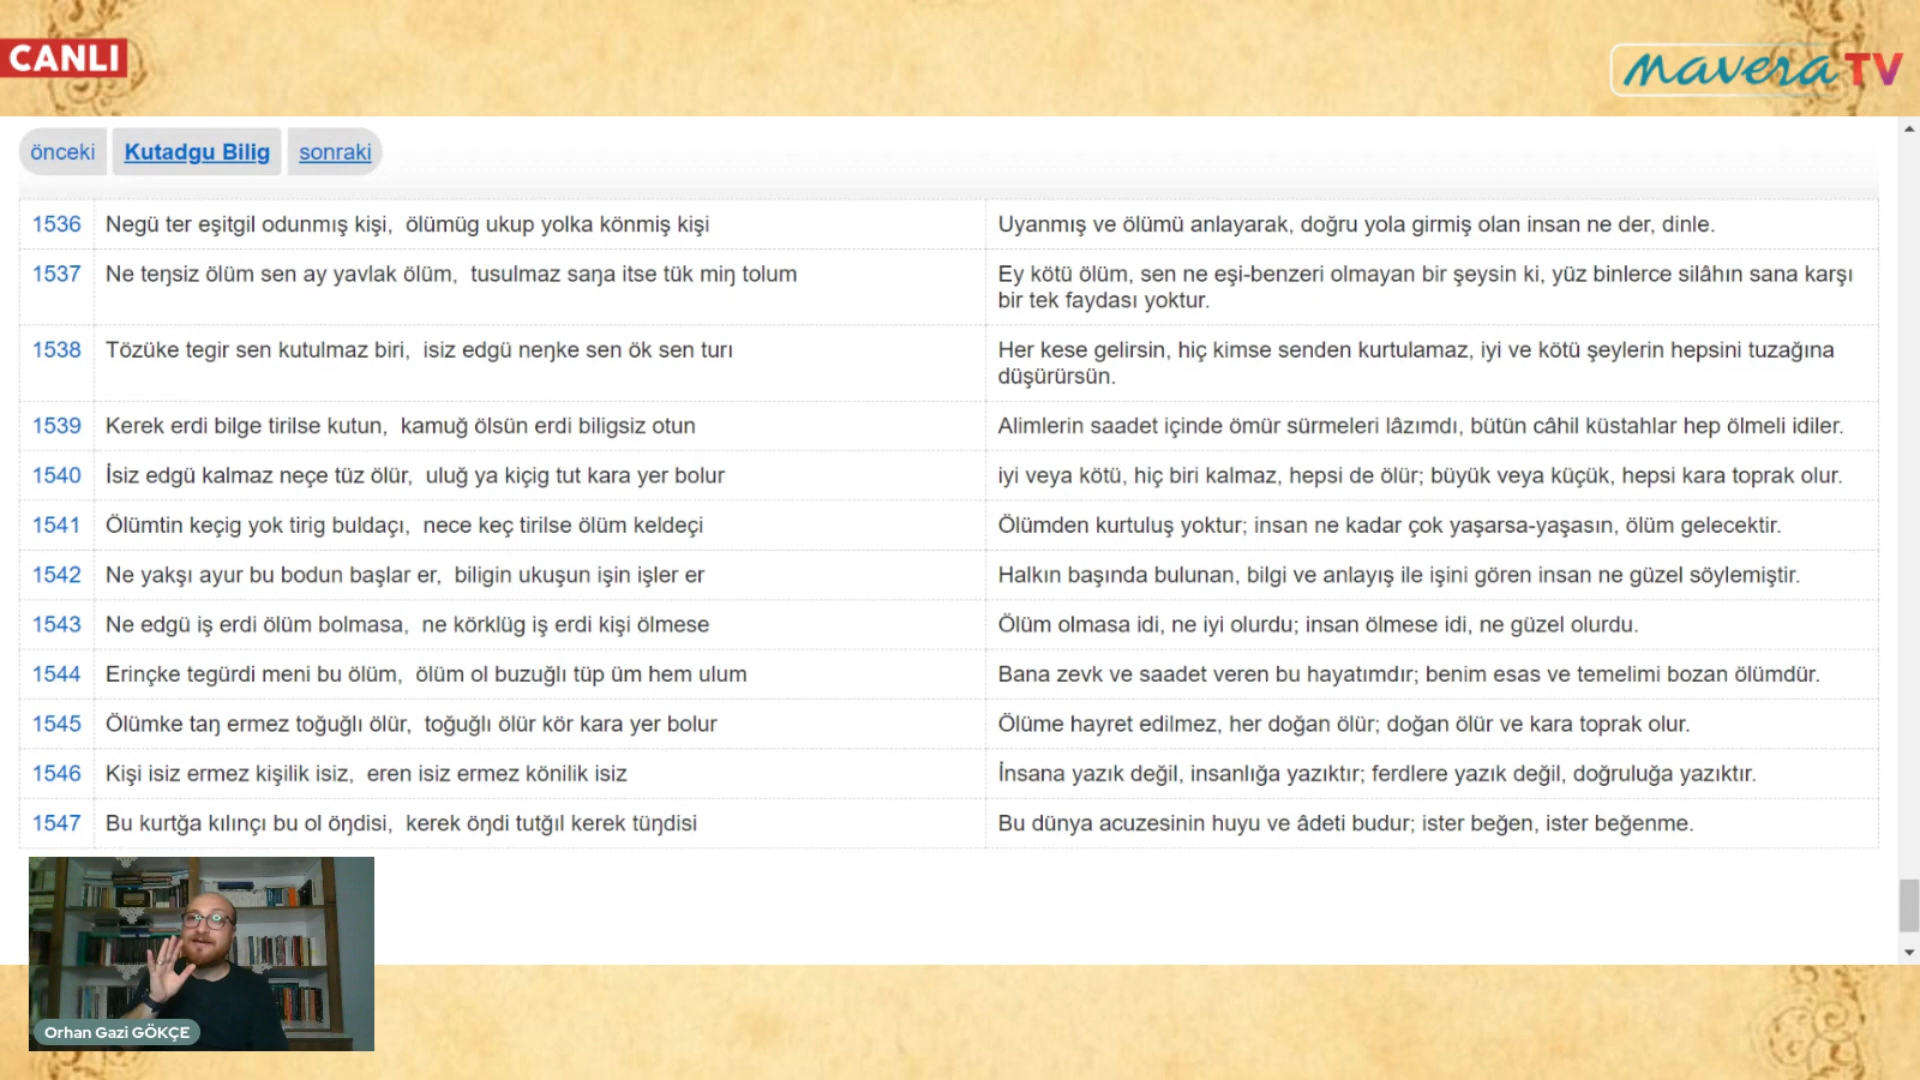 CANLI
mavera TV
önceki Kutadgu Bilig sonraki
1536 Negü ter eşitgil odunmış kişi, ölümüg ukup yolka könmiş kişi Uyanmış ve ölümü anlayarak, doğru yola girmiş olan insan ne der, dinle.
1537 Ne teŋsiz ölüm sen ay yavlak ölüm, tusulmaz saŋa itse tük miŋ tolum Ey kötü ölüm, sen ne eşi-benzeri olmayan bir şeysin ki, yüz binlerce silâhın sana karşı
bir tek faydası yoktur.
1538 Tözüke tegir sen kutulmaz biri, isiz edgü neŋke sen ök sen turı Her kese gelirsin, hiç kimse senden kurtulamaz, iyi ve kötü şeylerin hepsini tuzağına
düşürürsün.
1539 Kerek erdi bilge tirilse kutun, kamuğ ölsün erdi biligsiz otun Alimlerin saadet içinde ömür sürmeleri lâzımdı, bütün câhil küstahlar hep ölmeli idiler.
1540 İsiz edgü kalmaz neçe tüz ölür, uluğ ya kiçig tut kara yer bolur iyi veya kötü, hiç biri kalmaz, hepsi de ölür; büyük veya küçük, hepsi kara toprak olur.
1541 Ölümtin keçig yok tirig buldaçı, nece keç tirilse ölüm keldeçi Ölümden kurtuluş yoktur; insan ne kadar çok yaşarsa-yaşasın, ölüm gelecektir.
1542 Ne yakşı ayur bu bodun başlar er, biligin ukuşun işin işler er Halkın başında bulunan, bilgi ve anlayış ile işini gören insan ne güzel söylemiştir.
1543 Ne edgü iş erdi ölüm bolmasa, ne körklüg iş erdi kişi ölmese Ölüm olmasa idi, ne iyi olurdu; insan ölmese idi, ne güzel olurdu.
1544 Erinçke tegürdi meni bu ölüm, ölüm ol buzuğlı tüp üm hem ulum Bana zevk ve saadet veren bu hayatımdır; benim esas ve temelimi bozan ölümdür.
1545 Ölümke taŋ ermez toğuğlı ölür, toğuğlı ölür kör kara yer bolur Ölüme hayret edilmez, her doğan ölür; doğan ölür ve kara toprak olur.
1546 Kişi isiz ermez kişilik isiz, eren isiz ermez könilik isiz İnsana yazık değil, insanlığa yazıktır; ferdlere yazık değil, doğruluğa yazıktır.
1547 Bu kurtğa kılınçı bu ol öŋdisi, kerek öŋdi tutğıl kerek tüŋdisi Bu dünya acuzesinin huyu ve âdeti budur; ister beğen, ister beğenme.
Orhan Gazi GÖKÇE